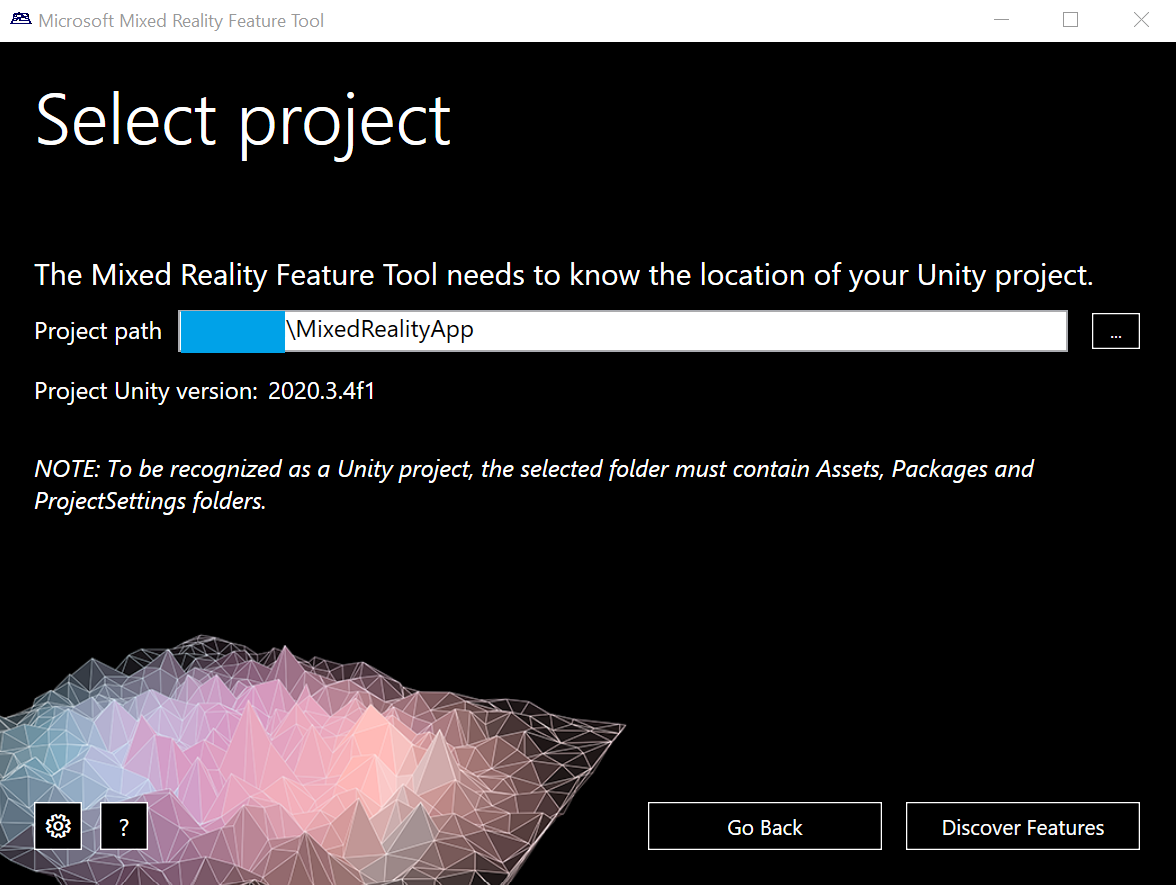 Microsoft Mixed Reality Feature Tool
Select project
The Mixed Reality Feature Tool needs to know the location of your Unity project.
Project path \MixedRealityApp ...
Project Unity version: 2020.3.4f1
NOTE: To be recognized as a Unity project, the selected folder must contain Assets, Packages and
ProjectSettings folders.
? Go Back Discover Features